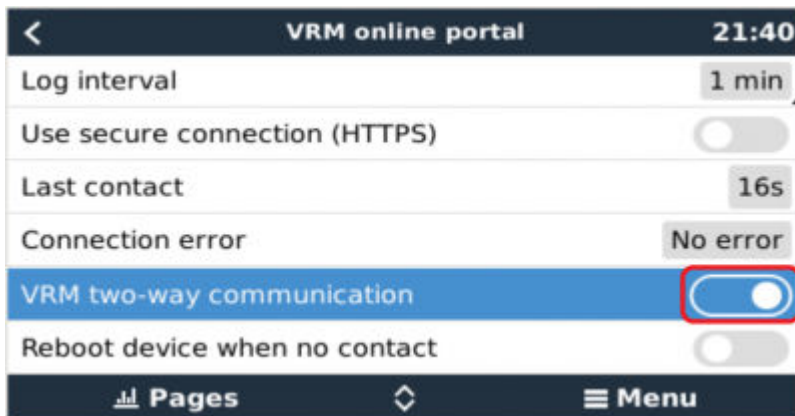 VRM online portal 21:40
Log interval 1 min
Use secure connection (HTTPS)
Last contact 16s
Connection error No error
VRM two-way communication
Reboot device when no contact
Pages Menu